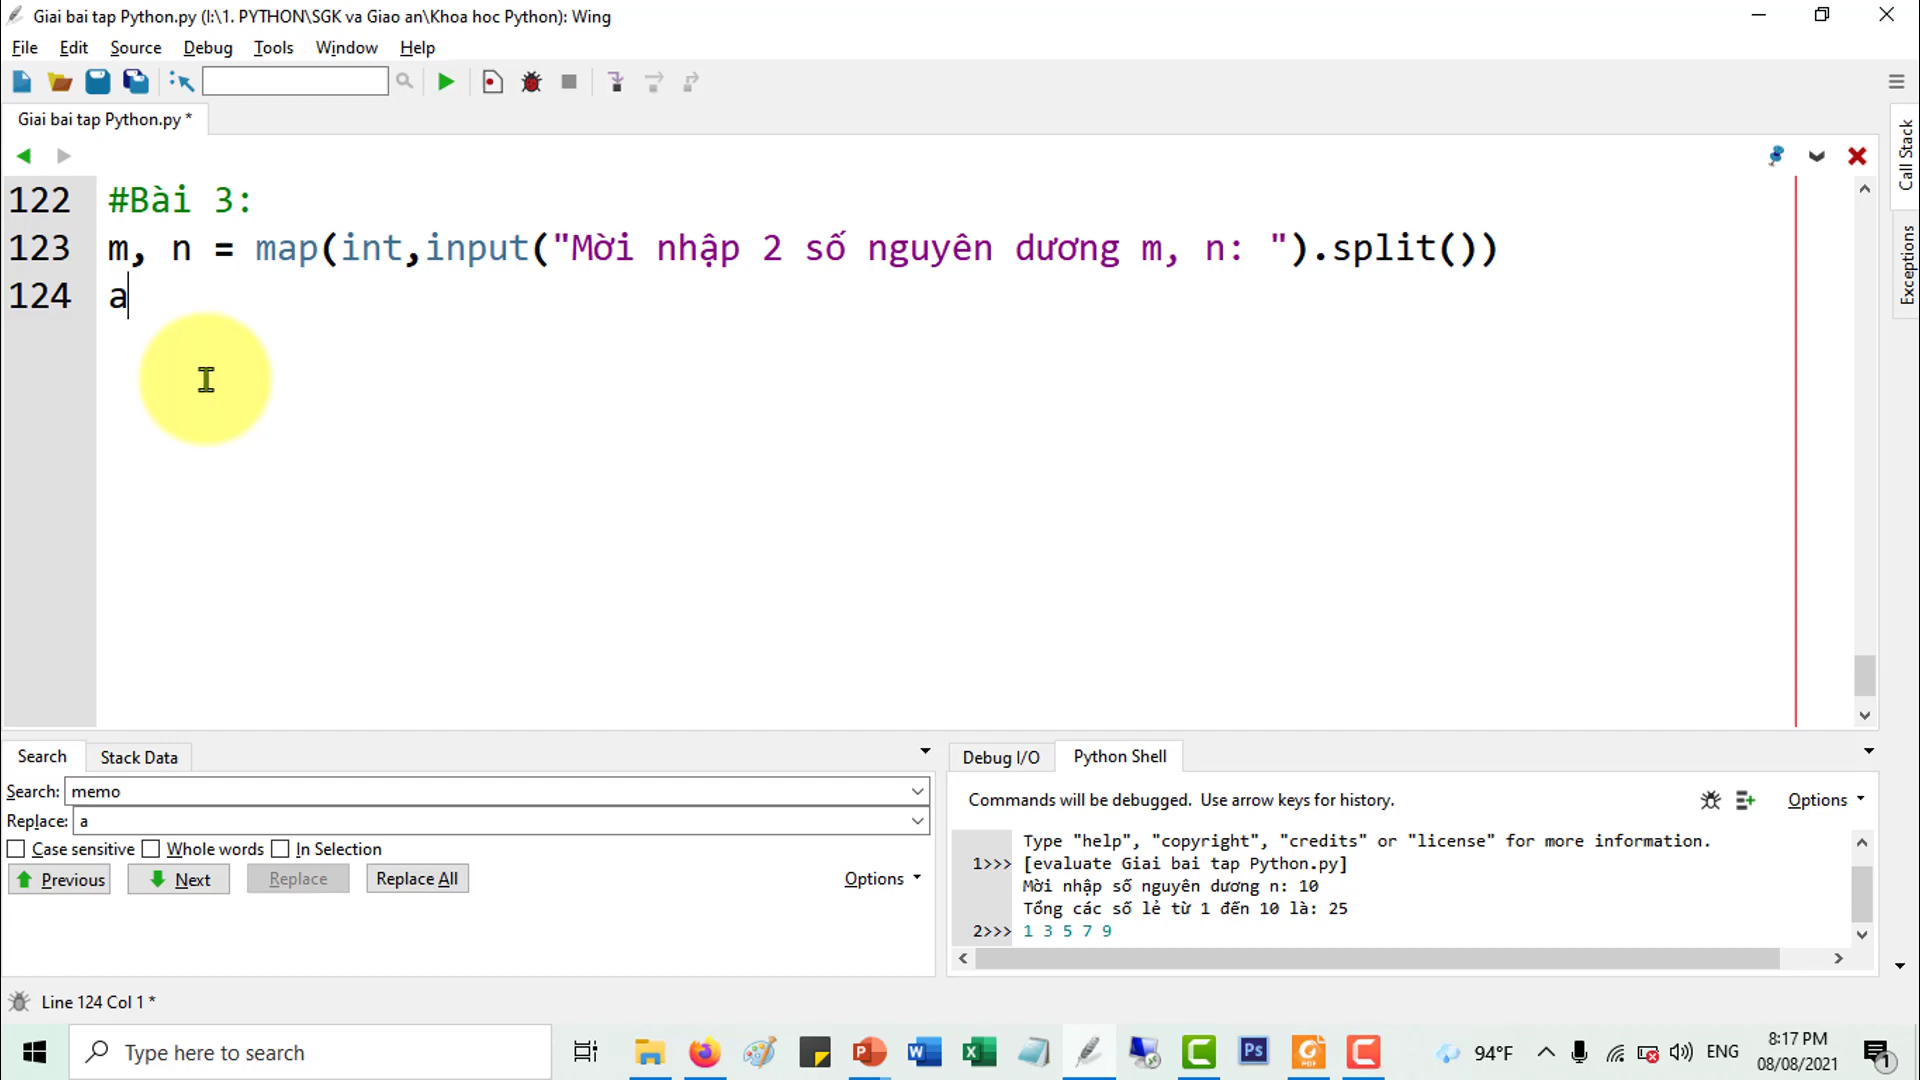 Giai bai tap Python.py (I:\1. PYTHON\SGK va Giao an\Khoa hoc Python): Wing
File Edit Source Debug Tools Window Help
Giai bai tap Python.py *
Call Stack
Exceptions
122 #Bài 3:
123 m, n = map(int,input("Mời nhập 2 số nguyên dương m, n: ").split())
124 a
Search Stack Data
Search: memo
Replace: a
Case sensitive Whole words In Selection
Previous Next Replace Replace All Options
Debug I/O Python Shell
Commands will be debugged. Use arrow keys for history. Options
Type "help", "copyright", "credits" or "license" for more information.
1>>> [evaluate Giai bai tap Python.py]
Mời nhập số nguyên dương n: 10
Tổng các số lẻ từ 1 đến 10 là: 25
2>>> 1 3 5 7 9
Line 124 Col 1 *
Type here to search
94°F ENG
8:17 PM
08/08/2021
1
Ps
PDF